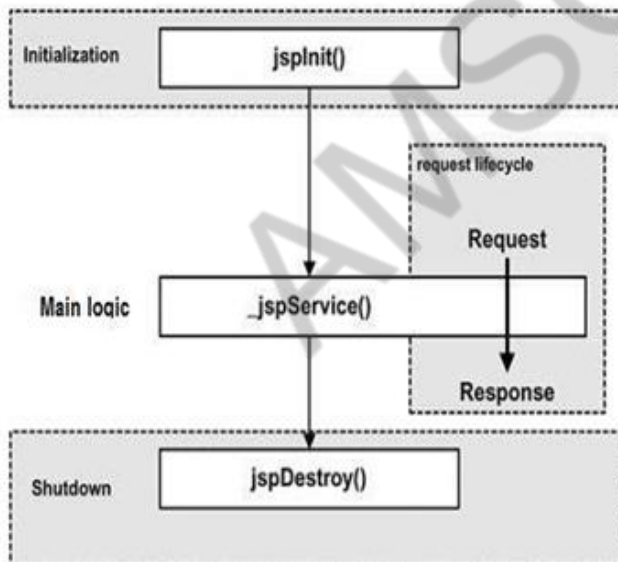 Initialization
jspInit()
request lifecycle
Request
Main logic
_jspService()
Response
jspDestroy()
Shutdown